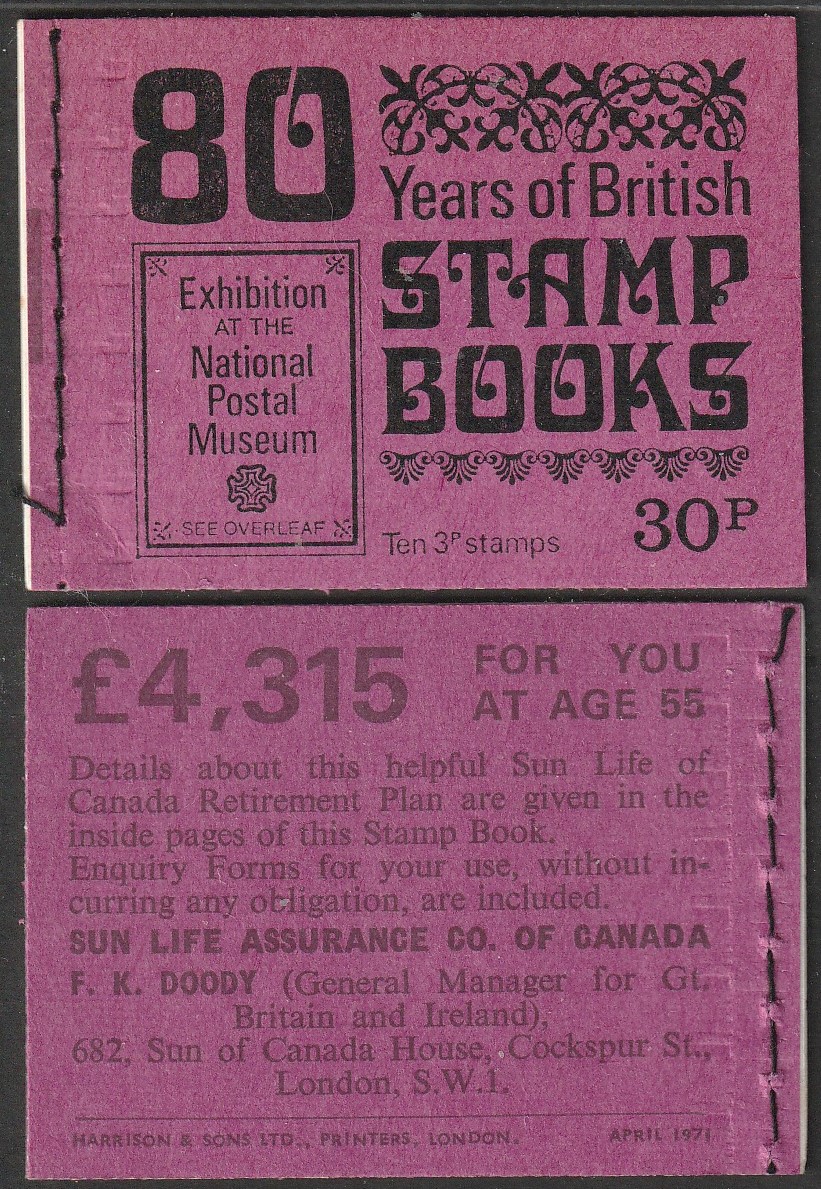 80
Years of British
STAMP
BOOKS
Exhibition
AT THE
National
Postal
Museum
SEE OVERLEAF
Ten 3P stamps
30P
£4,315
FOR YOU
AT AGE 55
Details about this helpful Sun Life of
Canada Retirement Plan are given in the
inside pages of this Stamp Book.
Enquiry Forms for your use, without in-
curring any obligation, are included.
SUN LIFE ASSURANCE CO. OF CANADA
F. K. DOODY (General Manager for Gt.
Britain and Ireland),
682, Sun of Canada House, Cockspur St.,
London, S.W.1.
HARRISON & SONS LTD., PRINTERS, LONDON. APRIL 1971